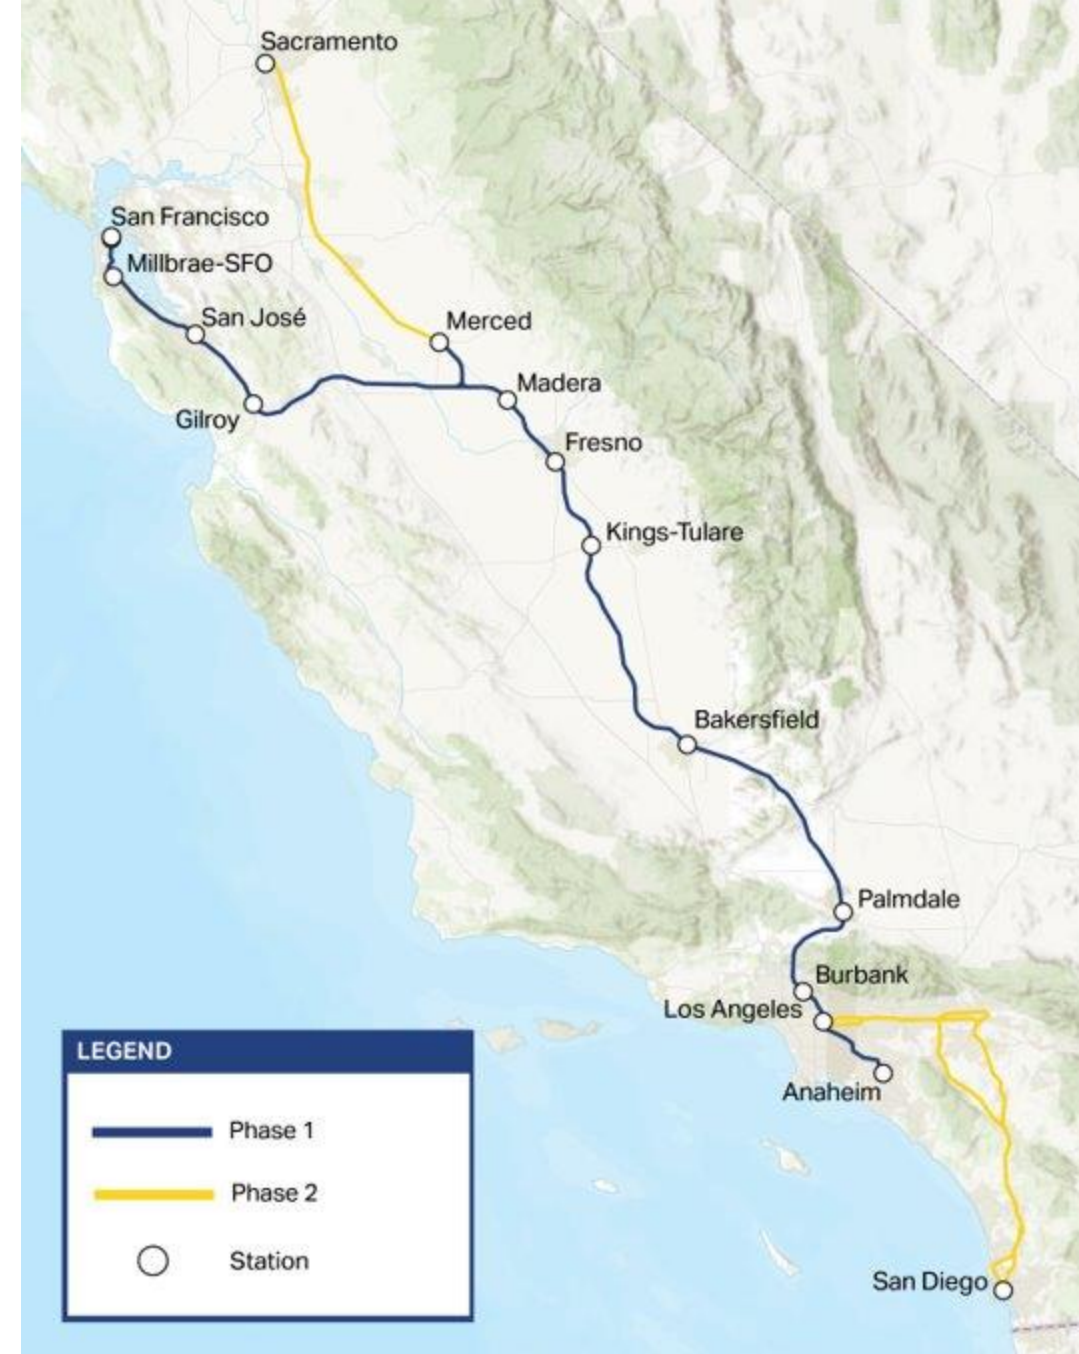 Sacramento
San Francisco
Millbrae-SFO
San José
Merced
Madera
Gilroy
Fresno
Kings-Tulare
Bakersfield
Palmdale
Burbank
Los Angeles
Anaheim
San Diego
LEGEND
Phase 1
Phase 2
Station